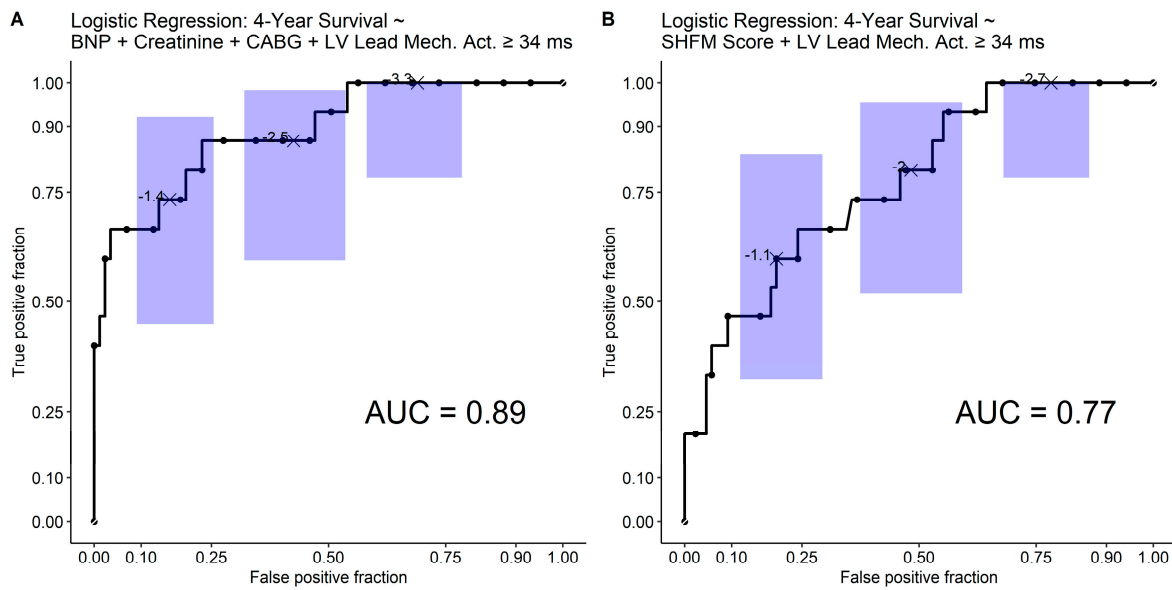 A
Logistic Regression: 4-Year Survival ~
BNP + Creatinine + CABG + LV Lead Mech. Act. ≥ 34 ms
True positive fraction
1.00
0.90
0.75
0.50
0.25
0.10
0.00
-3.3
-2.5
-1.4
AUC = 0.89
0.00 0.10 0.25 0.50 0.75 0.90 1.00
False positive fraction
B
Logistic Regression: 4-Year Survival ~
SHFM Score + LV Lead Mech. Act. ≥ 34 ms
True positive fraction
1.00
0.90
0.75
0.50
0.25
0.10
0.00
-2.7
-2
-1.1
AUC = 0.77
0.00 0.10 0.25 0.50 0.75 0.90 1.00
False positive fraction